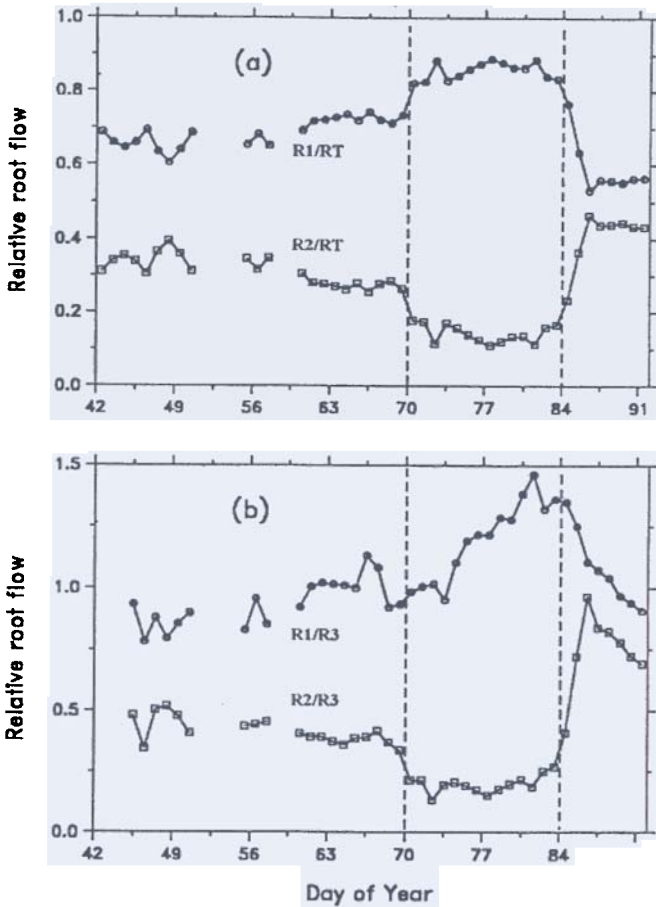 1.0
(a)
0.8
R1/RT
0.6
Relative root flow
R2/RT
0.4
0.2
0.0
42 49 56 63 70 77 84 91
1.5
(b)
1.0
R1/R3
Relative root flow
R2/R3
0.5
0.0
42 49 56 63 70 77 84
Day of Year